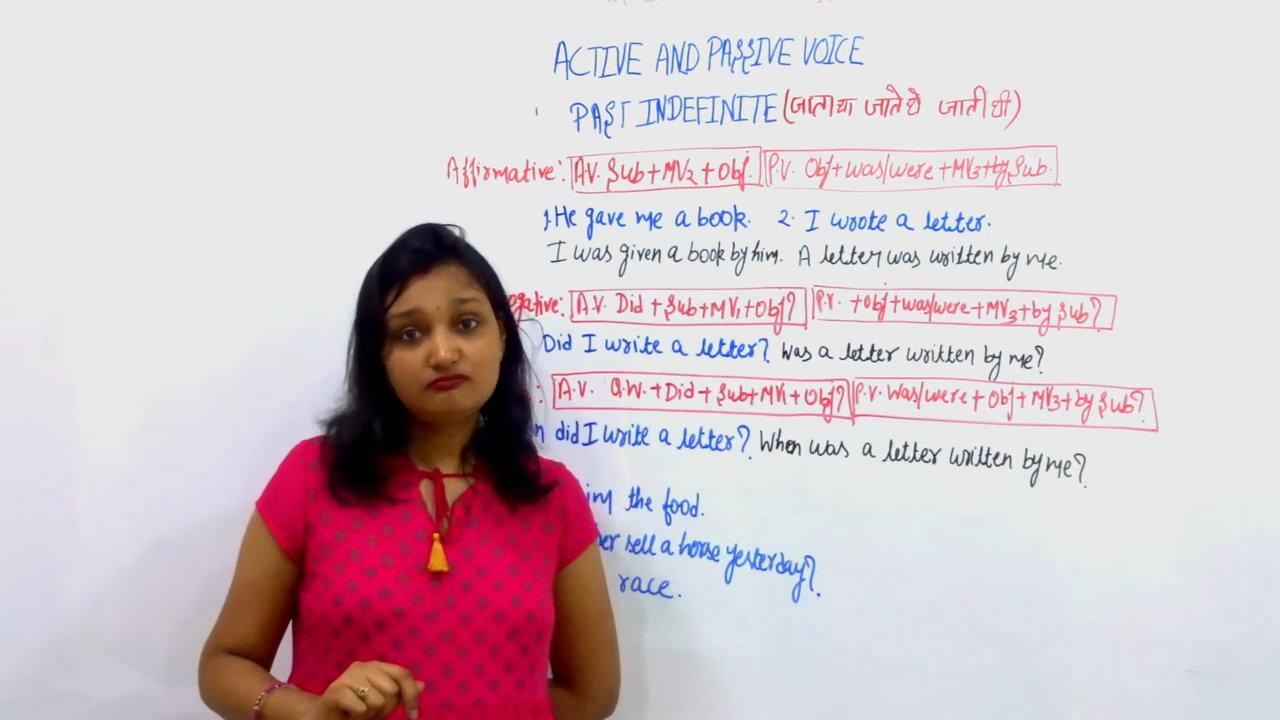 ACTIVE AND PASSIVE VOICE
PAST INDEFINITE (जाता था जाते थे जाती थी)
Affirmative: A.V. Sub+MV2+Obj. P.V. Obj+was/were+MV3+by Sub.
1. He gave me a book. 2. I wrote a letter.
I was given a book by him. A letter was written by me.
egative: A.V. Did+Sub+MV1+Obj? P.V. +Obj+was/were+MV3+by Sub?
Did I write a letter? Was a letter written by me?
: A.V. Q.W.+Did+Sub+MV1+Obj? P.V. Was/were+Obj+MV3+by Sub?
n did I write a letter? When was a letter written by me?
im the food.
her sell a horse yesterday?
race.